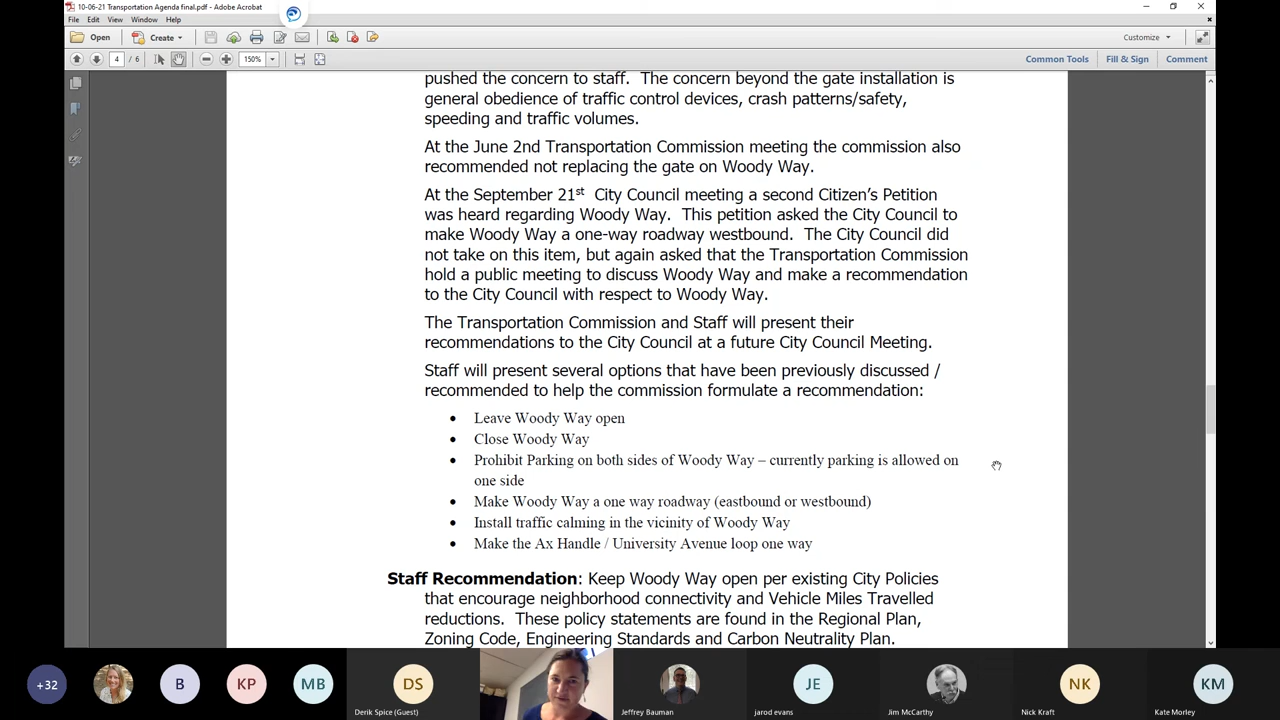 10-06-21 Transportation Agenda final.pdf - Adobe Acrobat
File Edit View Window Help
Open Create Customize
4 / 6 150% Common Tools Fill & Sign Comment
pushed the concern to staff. The concern beyond the gate installation is
general obedience of traffic control devices, crash patterns/safety,
speeding and traffic volumes.
At the June 2nd Transportation Commission meeting the commission also
recommended not replacing the gate on Woody Way.
At the September 21st City Council meeting a second Citizen's Petition
was heard regarding Woody Way. This petition asked the City Council to
make Woody Way a one-way roadway westbound. The City Council did
not take on this item, but again asked that the Transportation Commission
hold a public meeting to discuss Woody Way and make a recommendation
to the City Council with respect to Woody Way.
The Transportation Commission and Staff will present their
recommendations to the City Council at a future City Council Meeting.
Staff will present several options that have been previously discussed /
recommended to help the commission formulate a recommendation:
• Leave Woody Way open
• Close Woody Way
• Prohibit Parking on both sides of Woody Way – currently parking is allowed on
one side
• Make Woody Way a one way roadway (eastbound or westbound)
• Install traffic calming in the vicinity of Woody Way
• Make the Ax Handle / University Avenue loop one way
Staff Recommendation: Keep Woody Way open per existing City Policies
that encourage neighborhood connectivity and Vehicle Miles Travelled
reductions. These policy statements are found in the Regional Plan,
Zoning Code, Engineering Standards and Carbon Neutrality Plan.
+32 B KP MB DS JE NK KM
Derik Spice (Guest) Jeffrey Bauman jarod evans Jim McCarthy Nick Kraft Kate Morley